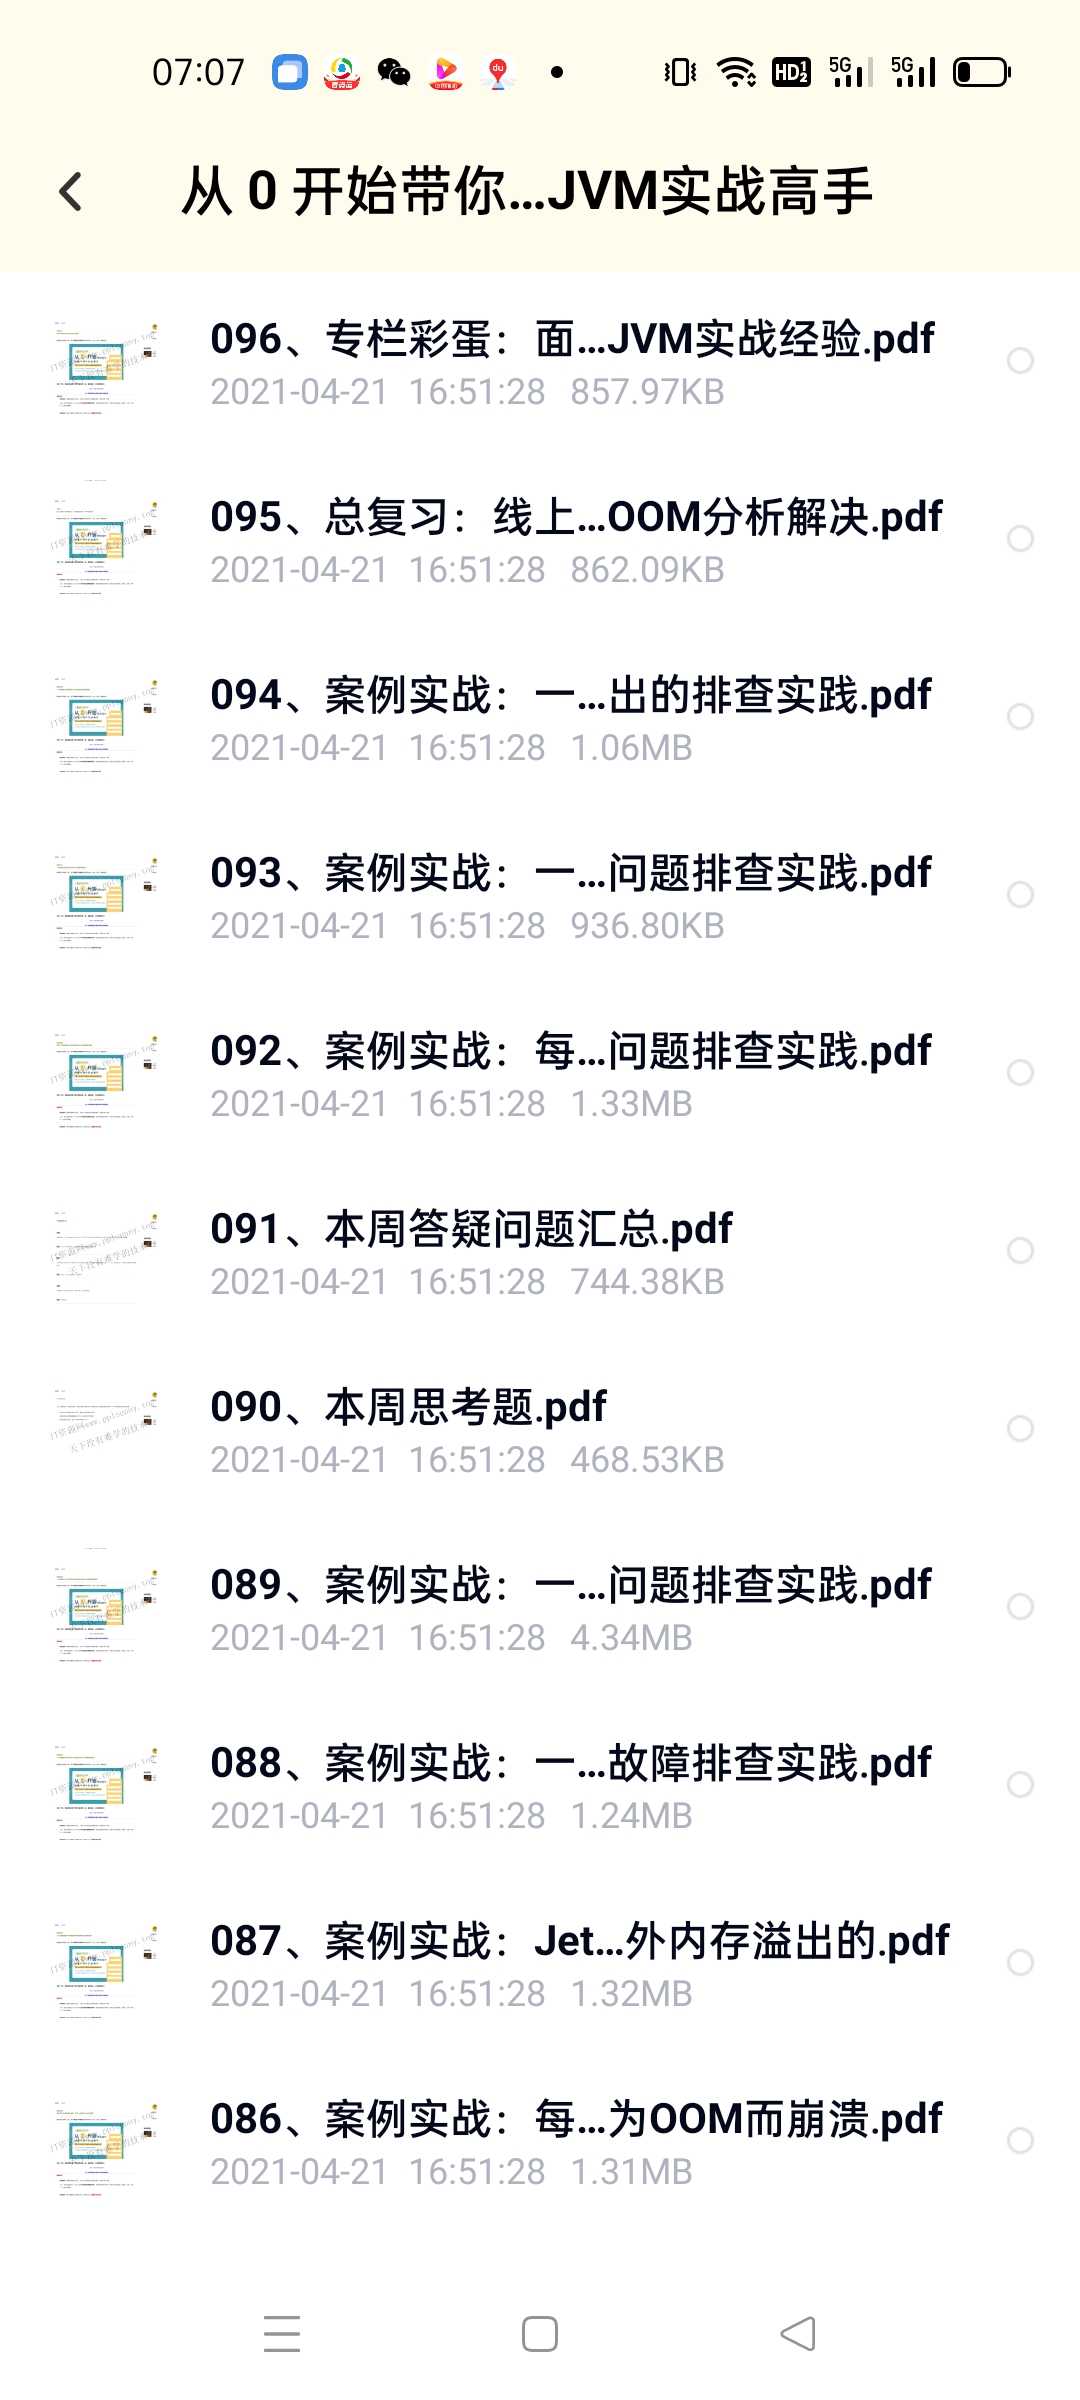 07:07
HD 1 2
5G
5G
从 0 开始带你...JVM实战高手
096、专栏彩蛋：面...JVM实战经验.pdf
2021-04-21 16:51:28 857.97KB
095、总复习：线上...OOM分析解决.pdf
2021-04-21 16:51:28 862.09KB
094、案例实战：一...出的排查实践.pdf
2021-04-21 16:51:28 1.06MB
093、案例实战：一...问题排查实践.pdf
2021-04-21 16:51:28 936.80KB
092、案例实战：每...问题排查实践.pdf
2021-04-21 16:51:28 1.33MB
091、本周答疑问题汇总.pdf
2021-04-21 16:51:28 744.38KB
090、本周思考题.pdf
2021-04-21 16:51:28 468.53KB
089、案例实战：一...问题排查实践.pdf
2021-04-21 16:51:28 4.34MB
088、案例实战：一...故障排查实践.pdf
2021-04-21 16:51:28 1.24MB
087、案例实战：Jet...外内存溢出的.pdf
2021-04-21 16:51:28 1.32MB
086、案例实战：每...为OOM而崩溃.pdf
2021-04-21 16:51:28 1.31MB